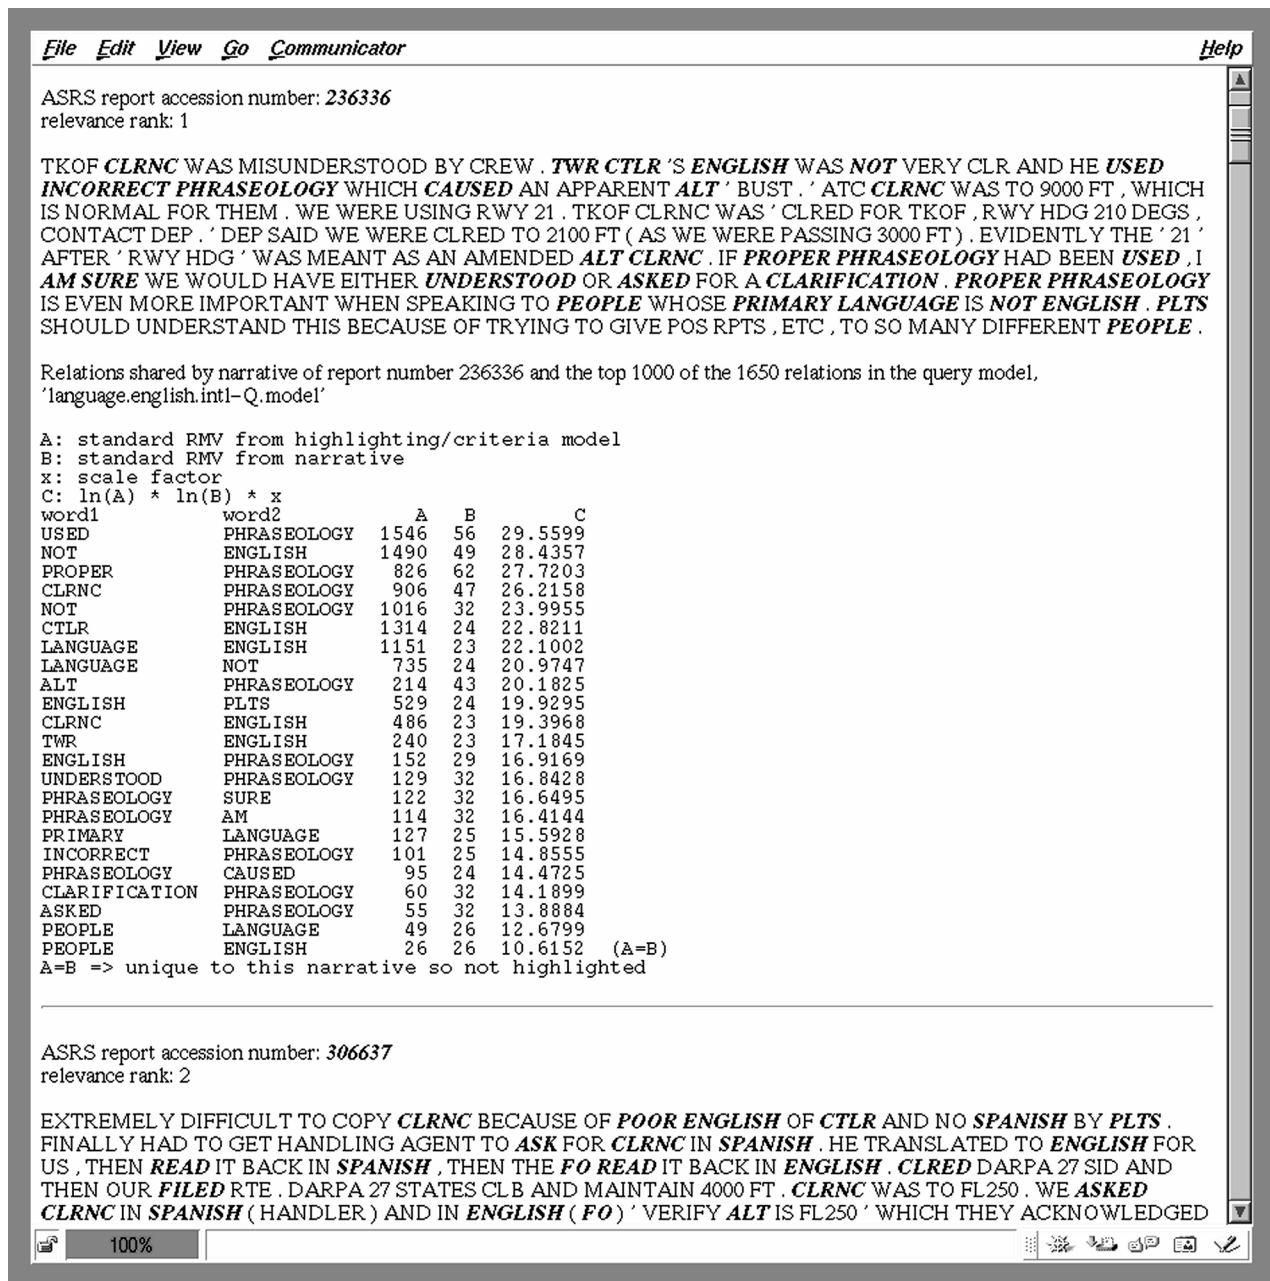 File Edit View Go Communicator Help
ASRS report accession number: 236336
relevance rank: 1
TKOF CLRNC WAS MISUNDERSTOOD BY CREW . TWR CTLR 'S ENGLISH WAS NOT VERY CLR AND HE USED
INCORRECT PHRASEOLOGY WHICH CAUSED AN APPARENT ALT ' BUST . ' ATC CLRNC WAS TO 9000 FT , WHICH
IS NORMAL FOR THEM . WE WERE USING RWY 21 . TKOF CLRNC WAS ' CLRED FOR TKOF , RWY HDG 210 DEGS ,
CONTACT DEP . ' DEP SAID WE WERE CLRED TO 2100 FT ( AS WE WERE PASSING 3000 FT ) . EVIDENTLY THE ' 21 '
AFTER ' RWY HDG ' WAS MEANT AS AN AMENDED ALT CLRNC . IF PROPER PHRASEOLOGY HAD BEEN USED , I
AM SURE WE WOULD HAVE EITHER UNDERSTOOD OR ASKED FOR A CLARIFICATION . PROPER PHRASEOLOGY
IS EVEN MORE IMPORTANT WHEN SPEAKING TO PEOPLE WHOSE PRIMARY LANGUAGE IS NOT ENGLISH . PLTS
SHOULD UNDERSTAND THIS BECAUSE OF TRYING TO GIVE POS RPTS , ETC , TO SO MANY DIFFERENT PEOPLE .
Relations shared by narrative of report number 236336 and the top 1000 of the 1650 relations in the query model,
'language.english.intl-Q.model'
A: standard RMV from highlighting/criteria model
B: standard RMV from narrative
x: scale factor
C: ln(A) * ln(B) * x
word1 word2 A B C
USED PHRASEOLOGY 1546 56 29.5599
NOT ENGLISH 1490 49 28.4357
PROPER PHRASEOLOGY 826 62 27.7203
CLRNC PHRASEOLOGY 906 47 26.2158
NOT PHRASEOLOGY 1016 32 23.9955
CTLR ENGLISH 1314 24 22.8211
LANGUAGE ENGLISH 1151 23 22.1002
LANGUAGE NOT 735 24 20.9747
ALT PHRASEOLOGY 214 43 20.1825
ENGLISH PLTS 529 24 19.9295
CLRNC ENGLISH 486 23 19.3968
TWR ENGLISH 240 23 17.1845
ENGLISH PHRASEOLOGY 152 29 16.9169
UNDERSTOOD PHRASEOLOGY 129 32 16.8428
PHRASEOLOGY SURE 122 32 16.6495
PHRASEOLOGY AM 114 32 16.4144
PRIMARY LANGUAGE 127 25 15.5928
INCORRECT PHRASEOLOGY 101 25 14.8555
PHRASEOLOGY CAUSED 95 24 14.4725
CLARIFICATION PHRASEOLOGY 60 32 14.1899
ASKED PHRASEOLOGY 55 32 13.8884
PEOPLE LANGUAGE 49 26 12.6799
PEOPLE ENGLISH 26 26 10.6152 (A=B)
A=B => unique to this narrative so not highlighted
ASRS report accession number: 306637
relevance rank: 2
EXTREMELY DIFFICULT TO COPY CLRNC BECAUSE OF POOR ENGLISH OF CTLR AND NO SPANISH BY PLTS .
FINALLY HAD TO GET HANDLING AGENT TO ASK FOR CLRNC IN SPANISH . HE TRANSLATED TO ENGLISH FOR
US , THEN READ IT BACK IN SPANISH , THEN THE FO READ IT BACK IN ENGLISH . CLRED DARPA 27 SID AND
THEN OUR FILED RTE . DARPA 27 STATES CLB AND MAINTAIN 4000 FT . CLRNC WAS TO FL250 . WE ASKED
CLRNC IN SPANISH ( HANDLER ) AND IN ENGLISH ( FO ) ' VERIFY ALT IS FL250 ' WHICH THEY ACKNOWLEDGED
100%